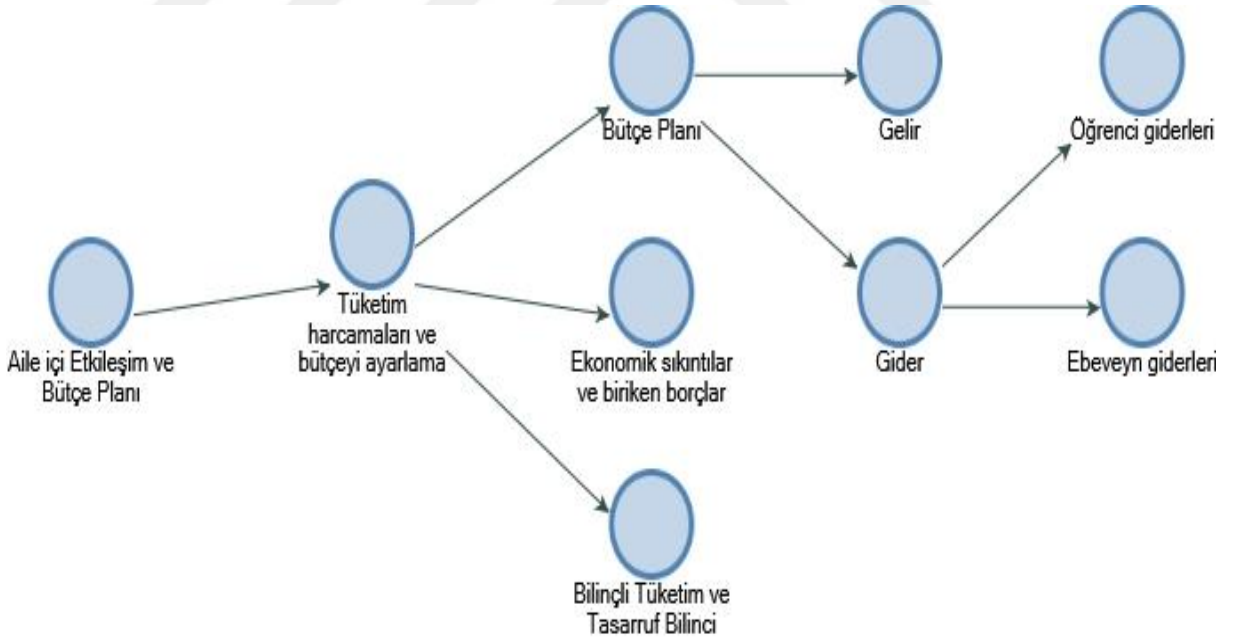 Bütçe Planı
Gelir
Öğrenci giderleri
Aile içi Etkileşim ve
Bütçe Planı
Tüketim
harcamaları ve
bütçeyi ayarlama
Ekonomik sıkıntılar
ve biriken borçlar
Gider
Ebeveyn giderleri
Bilinçli Tüketim ve
Tasarruf Bilinci